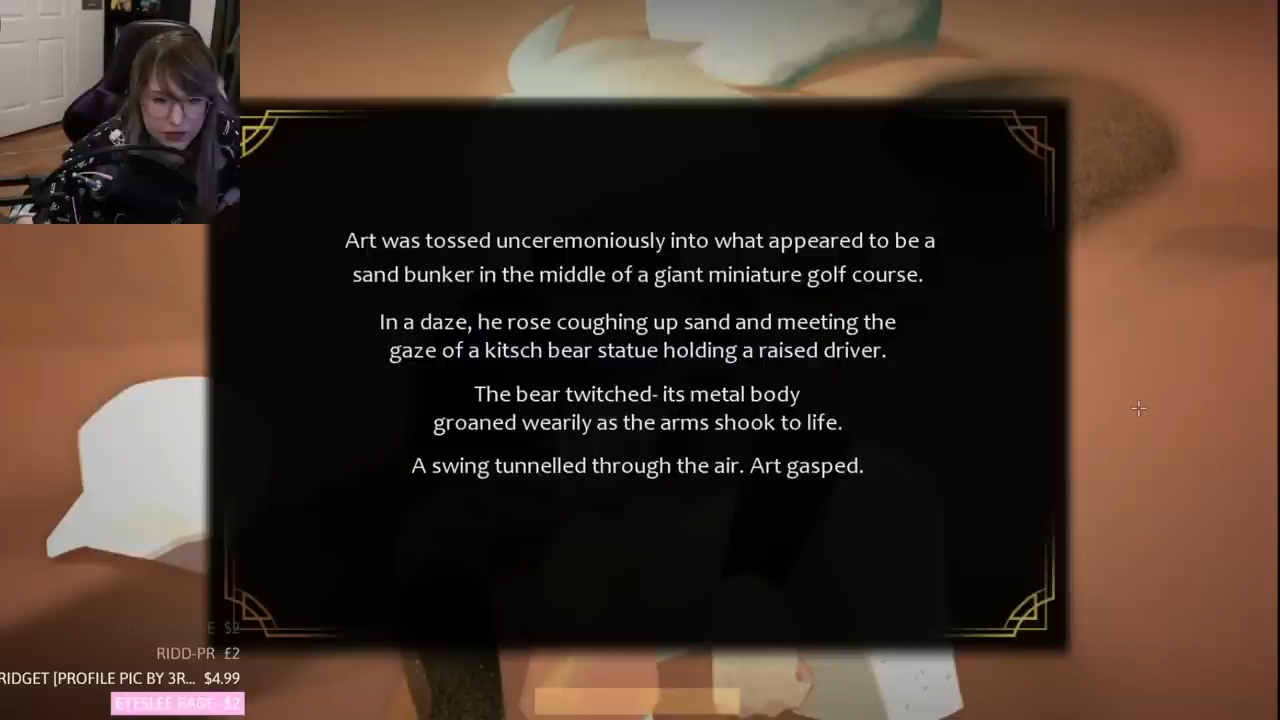 Art was tossed unceremoniously into what appeared to be a
sand bunker in the middle of a giant miniature golf course.
In a daze, he rose coughing up sand and meeting the
gaze of a kitsch bear statue holding a raised driver.
The bear twitched- its metal body
groaned wearily as the arms shook to life.
A swing tunnelled through the air. Art gasped.
E $2
RIDD-PR £2
RIDGET [PROFILE PIC BY 3R... $4.99